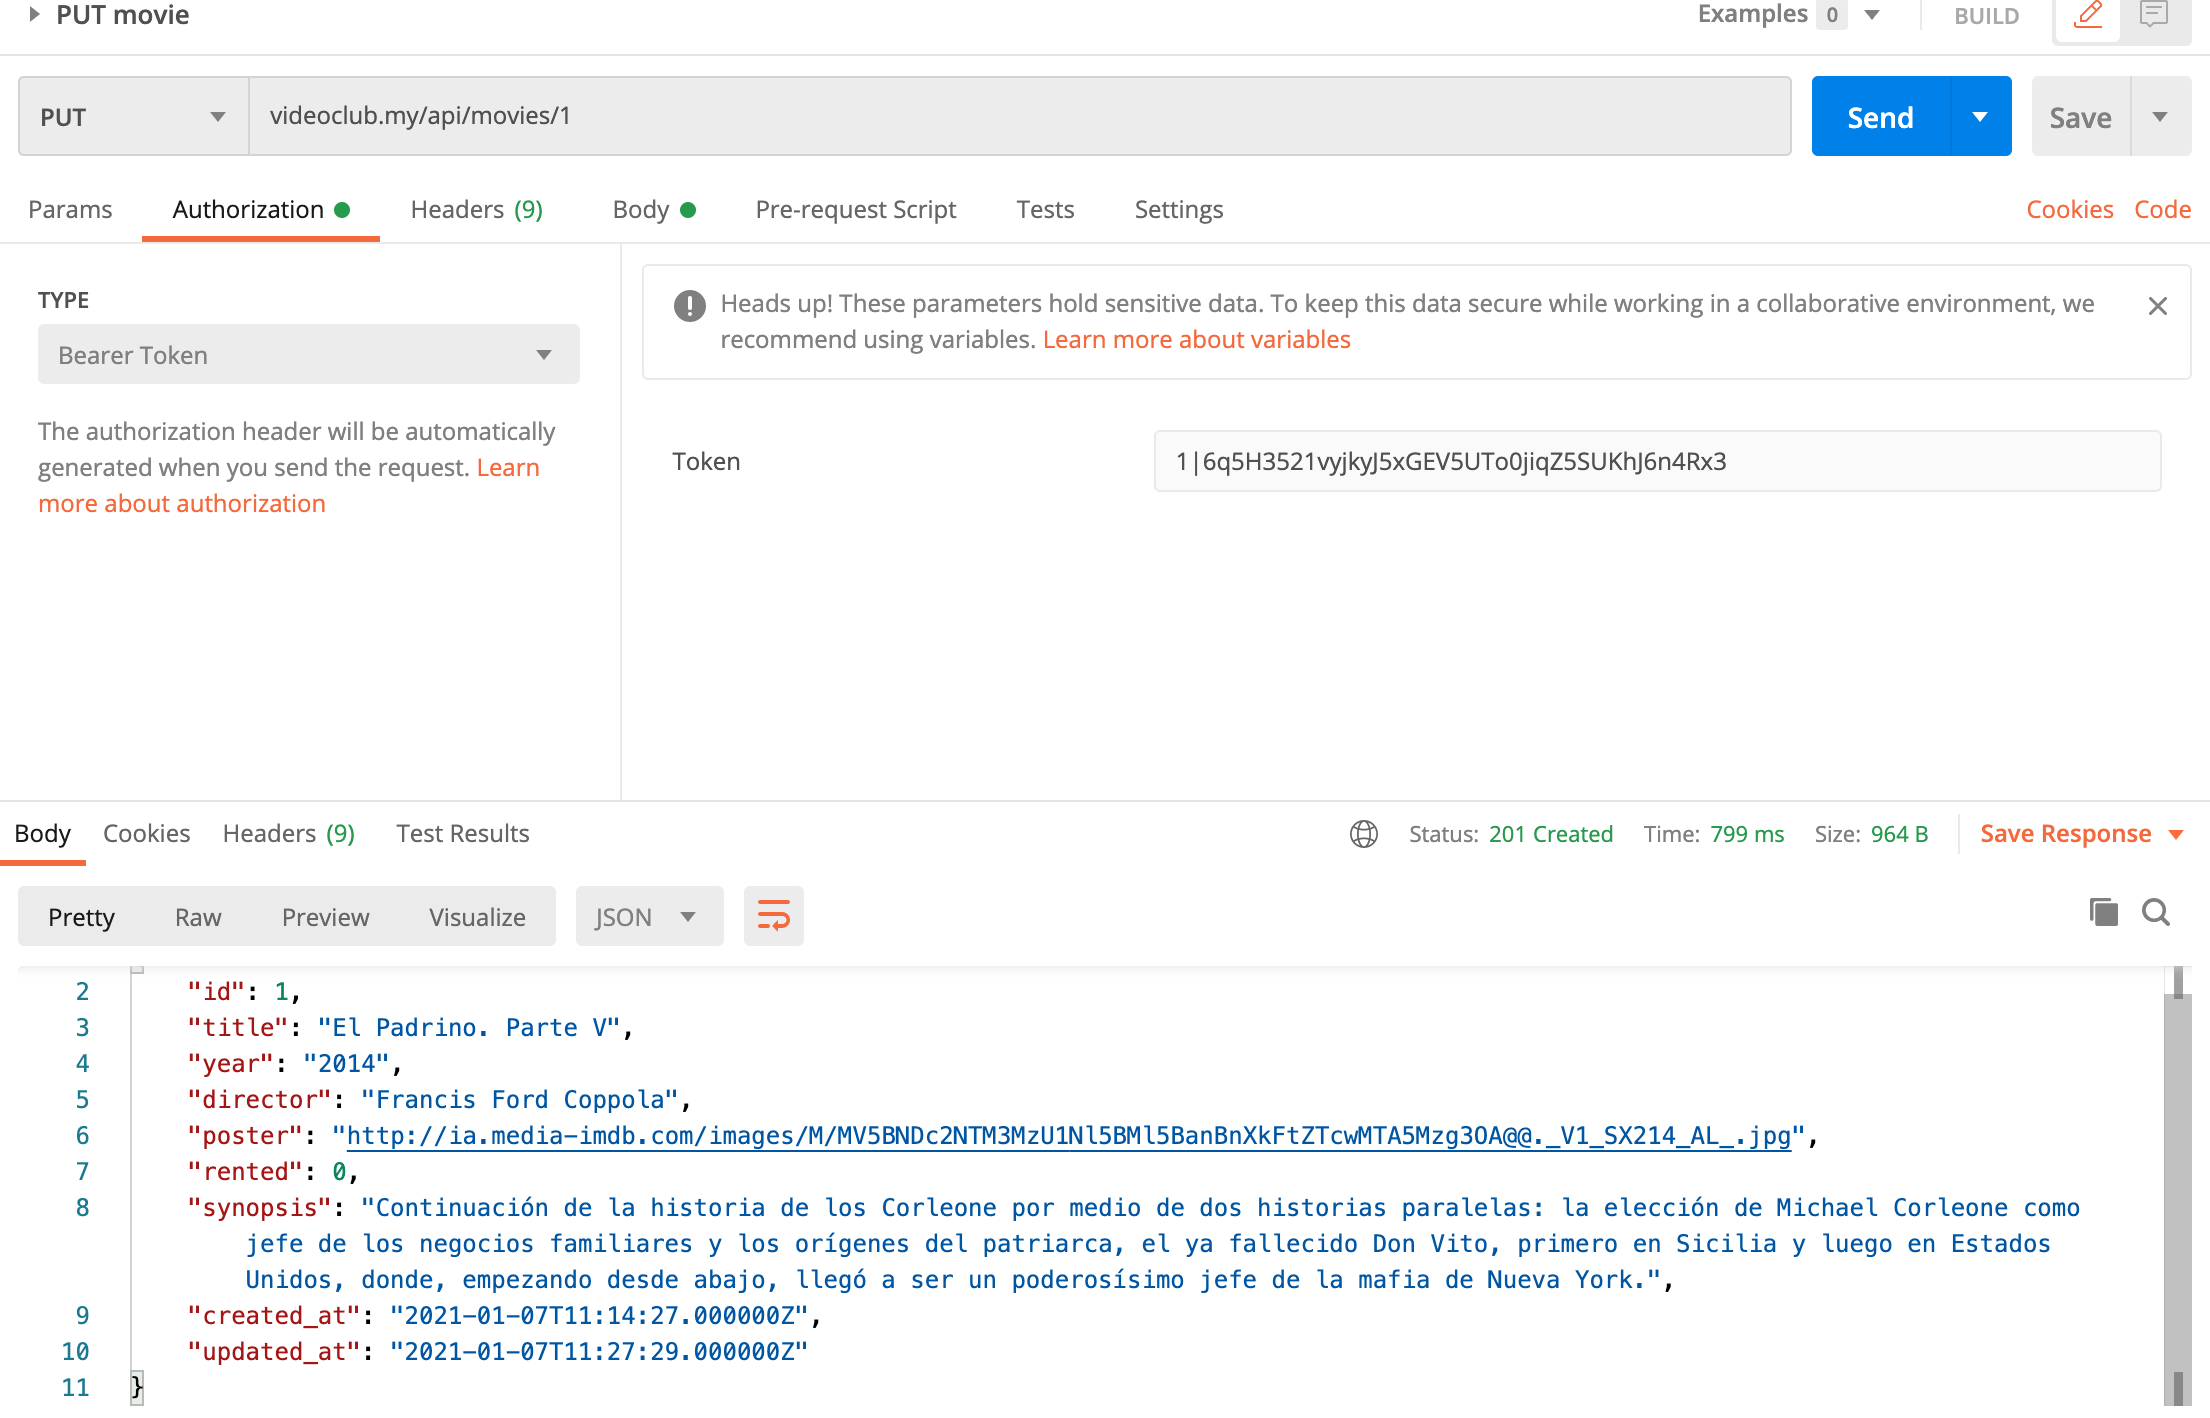 PUT movie
Examples 0
BUILD
PUT
videoclub.my/api/movies/1
Send
Save
Params
Authorization
Headers (9)
Body
Pre-request Script
Tests
Settings
Cookies
Code
TYPE
Bearer Token
The authorization header will be automatically
generated when you send the request. Learn
more about authorization
Heads up! These parameters hold sensitive data. To keep this data secure while working in a collaborative environment, we
recommend using variables. Learn more about variables
Token
1|6q5H3521vyjkyJ5xGEV5UTo0jiqZ5SUKhJ6n4Rx3
Body
Cookies
Headers (9)
Test Results
Status: 201 Created
Time: 799 ms
Size: 964 B
Save Response
Pretty
Raw
Preview
Visualize
JSON
2 "id": 1,
3 "title": "El Padrino. Parte V",
4 "year": "2014",
5 "director": "Francis Ford Coppola",
6 "poster": "http://ia.media-imdb.com/images/M/MV5BNDc2NTM3MzU1Nl5BMl5BanBnXkFtZTcwMTA5Mzg3OA@@._V1_SX214_AL_.jpg",
7 "rented": 0,
8 "synopsis": "Continuación de la historia de los Corleone por medio de dos historias paralelas: la elección de Michael Corleone como
jefe de los negocios familiares y los orígenes del patriarca, el ya fallecido Don Vito, primero en Sicilia y luego en Estados
Unidos, donde, empezando desde abajo, llegó a ser un poderosísimo jefe de la mafia de Nueva York.",
9 "created_at": "2021-01-07T11:14:27.000000Z",
10 "updated_at": "2021-01-07T11:27:29.000000Z"
11 }